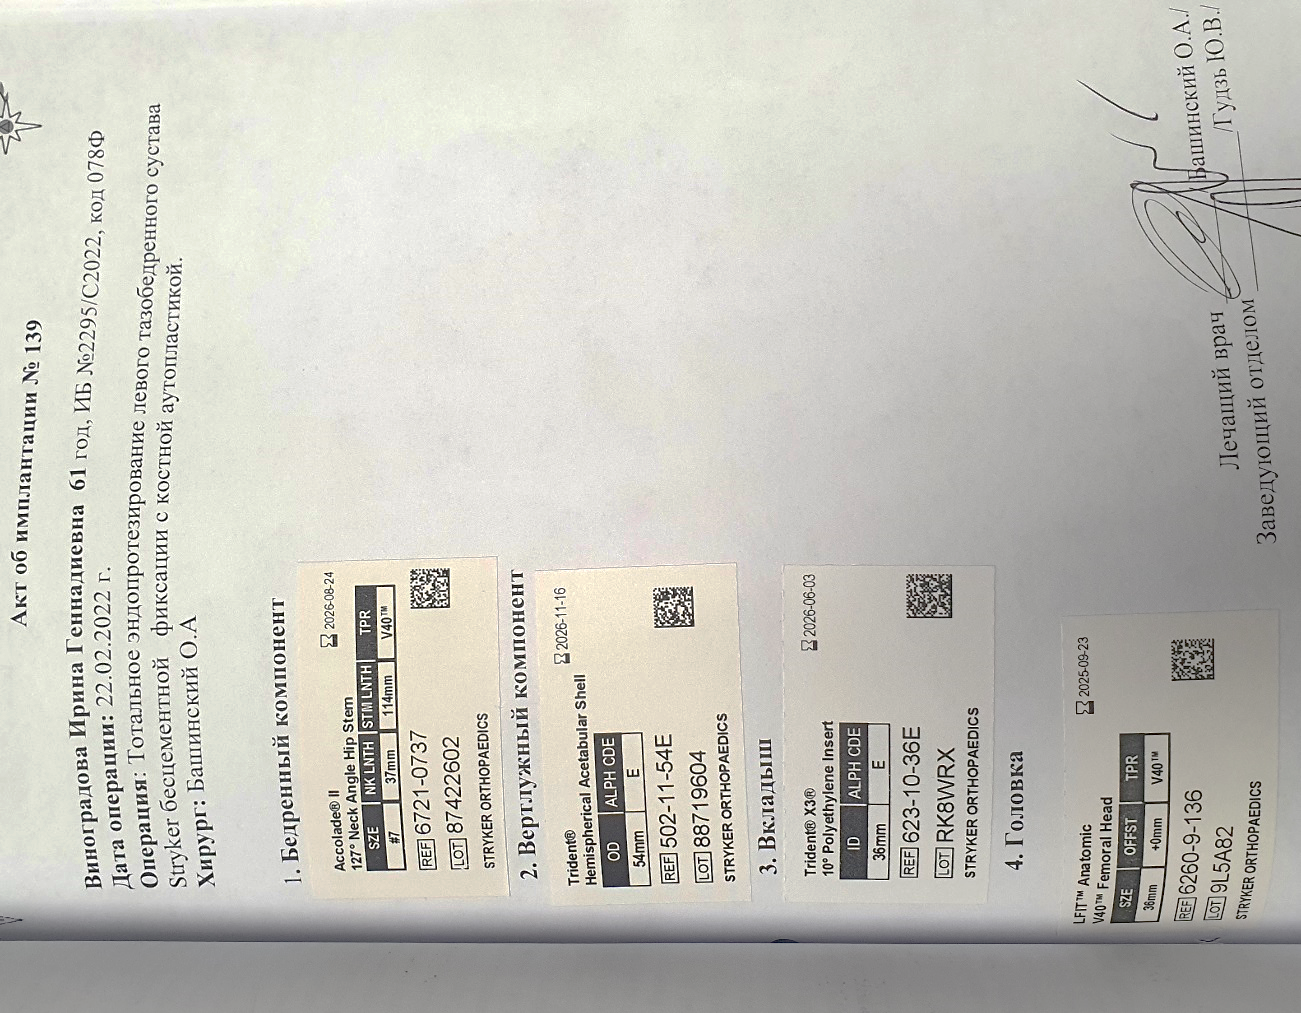 Акт об имплантации № 139
Виноградова Ирина Геннадиевна 61 год, ИБ №2295/С2022, код 078Ф
Дата операции: 22.02.2022 г.
Операция: Тотальное эндопротезирование левого тазобедренного сустава
Stryker бесцементной фиксации с костной аутопластикой.
Хирург: Башинский О.А
1. Бедренный компонент
2026-08-24
Accolade® II
127° Neck Angle Hip Stem
SZE NK LNTH STM LNTH TPR
#7 37mm 114mm V40™
REF 6721-0737
LOT 87422602
STRYKER ORTHOPAEDICS
2. Вертлужный компонент
2026-11-16
Trident®
Hemispherical Acetabular Shell
OD ALPH CDE
54mm E
REF 502-11-54E
LOT 88719604
STRYKER ORTHOPAEDICS
3. Вкладыш
2026-06-03
Trident® X3®
10° Polyethylene Insert
ID ALPH CDE
36mm E
REF 623-10-36E
LOT RK8WRX
STRYKER ORTHOPAEDICS
4. Головка
2025-09-23
LFIT™ Anatomic
V40™ Femoral Head
SZE OFFST TPR
36mm +0mm V40™
REF 6260-9-136
LOT 9L5A82
STRYKER ORTHOPAEDICS
Лечащий врач Башинский О.А./
Заведующий отделом /Гудзь Ю.В./